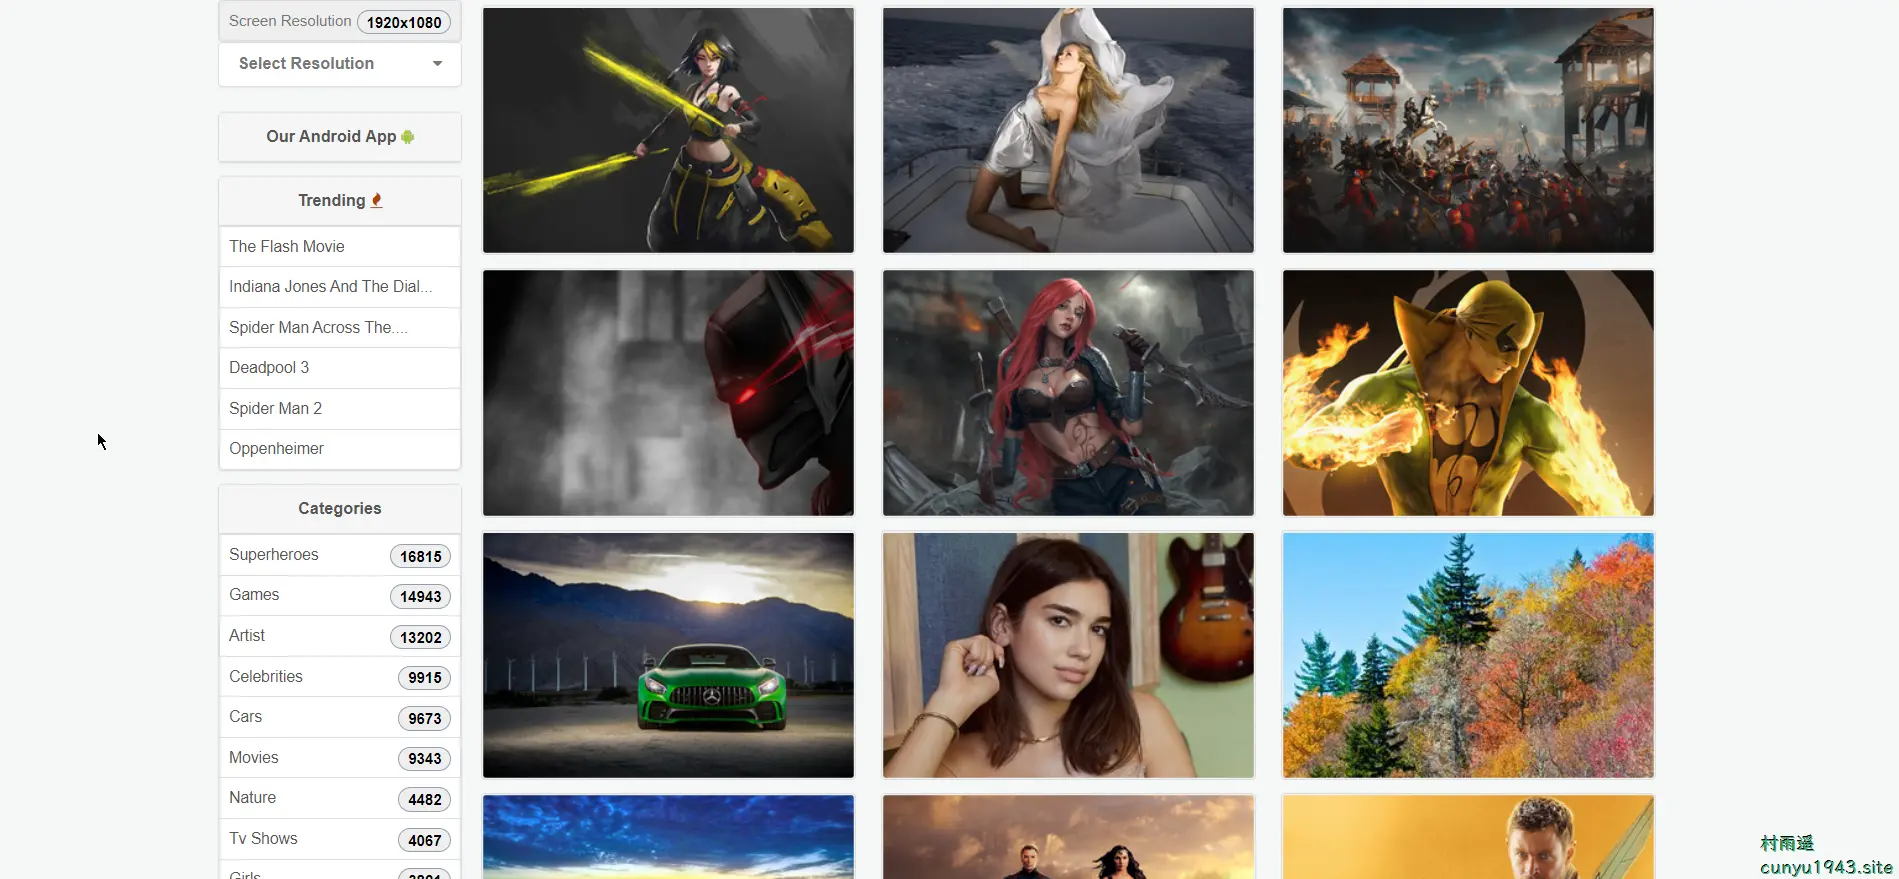 Screen Resolution 1920x1080
Select Resolution
Our Android App
Trending
The Flash Movie
Indiana Jones And The Dial...
Spider Man Across The....
Deadpool 3
Spider Man 2
Oppenheimer
Categories
Superheroes 16815
Games 14943
Artist 13202
Celebrities 9915
Cars 9673
Movies 9343
Nature 4482
Tv Shows 4067
Girls
村雨遥
cunyu1943.site